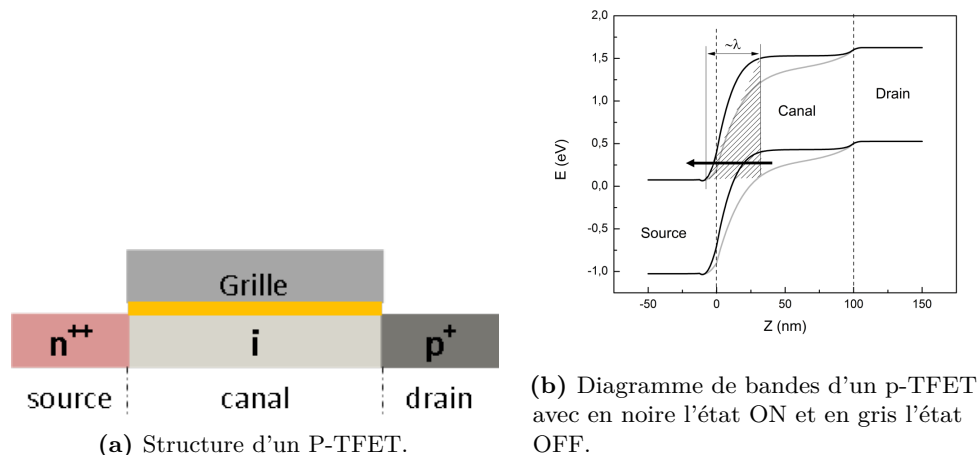 Grille
n++
i
p+
source
canal
drain
(a) Structure d'un P-TFET.
2,0
1,5
1,0
0,5
0,0
-0,5
-1,0
E (eV)
~λ
Canal
Drain
Source
-50
0
50
100
150
Z (nm)
(b) Diagramme de bandes d'un p-TFET
avec en noire l'état ON et en gris l'état
OFF.